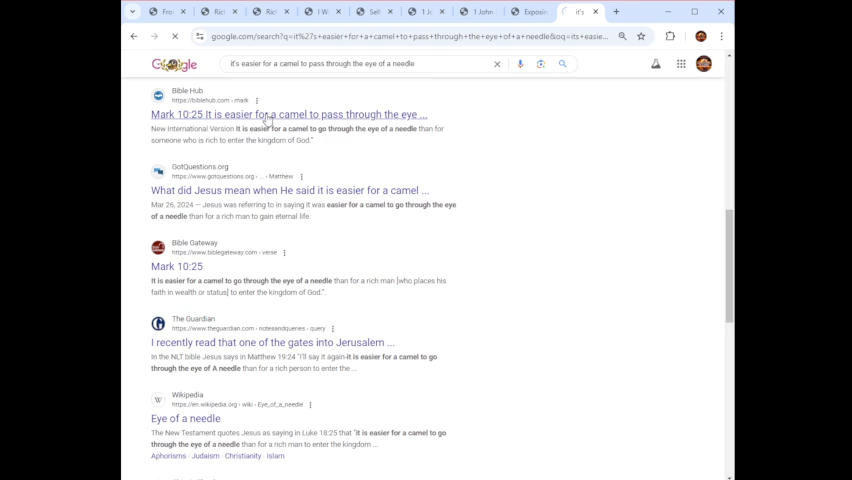 Fro
Ric
Ric
I W
Sell
1 Jo
1 John
Exposin
it's
google.com/search?q=it%27s+easier+for+a+camel+to+pass+through+the+eye+of+a+needle&oq=its+easie...
Google
it's easier for a camel to pass through the eye of a needle
Bible Hub
https://biblehub.com › mark
Mark 10:25 It is easier for a camel to pass through the eye ...
New International Version It is easier for a camel to go through the eye of a needle than for
someone who is rich to enter the kingdom of God."
GotQuestions.org
https://www.gotquestions.org › ... › Matthew
What did Jesus mean when He said it is easier for a camel ...
Mar 26, 2024 — Jesus was referring to in saying it was easier for a camel to go through the eye
of a needle than for a rich man to gain eternal life.
Bible Gateway
https://www.biblegateway.com › verse
Mark 10:25
It is easier for a camel to go through the eye of a needle than for a rich man [who places his
faith in wealth or status] to enter the kingdom of God.".
The Guardian
https://www.theguardian.com › notesandqueries › query
I recently read that one of the gates into Jerusalem ...
In the NLT bible Jesus says in Matthew 19:24 "I'll say it again-it is easier for a camel to go
through the eye of A needle than for a rich person to enter the ...
W
Wikipedia
https://en.wikipedia.org › wiki › Eye_of_a_needle
Eye of a needle
The New Testament quotes Jesus as saying in Luke 18:25 that "it is easier for a camel to go
through the eye of a needle than for a rich man to enter the kingdom ...
Aphorisms · Judaism · Christianity · Islam